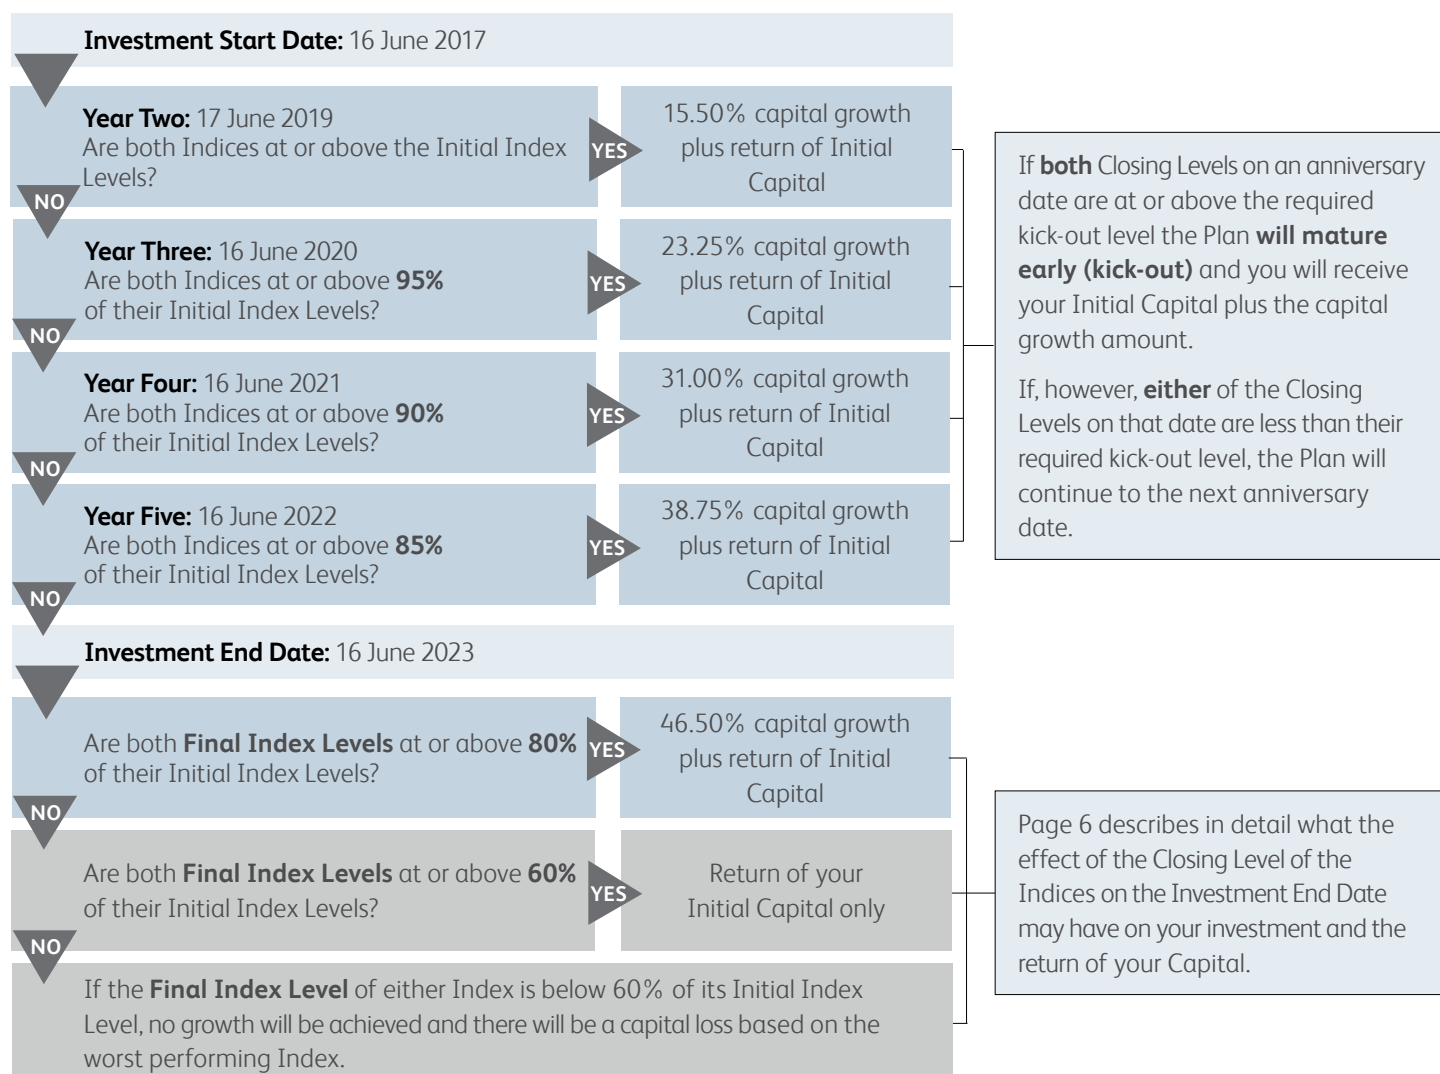 Investment Start Date: 16 June 2017
Year Two: 17 June 2019
Are both Indices at or above the Initial Index
Levels?
YES
15.50% capital growth
plus return of Initial
Capital
NO
Year Three: 16 June 2020
Are both Indices at or above 95%
of their Initial Index Levels?
YES
23.25% capital growth
plus return of Initial
Capital
NO
Year Four: 16 June 2021
Are both Indices at or above 90%
of their Initial Index Levels?
YES
31.00% capital growth
plus return of Initial
Capital
NO
Year Five: 16 June 2022
Are both Indices at or above 85%
of their Initial Index Levels?
YES
38.75% capital growth
plus return of Initial
Capital
NO
If both Closing Levels on an anniversary
date are at or above the required
kick-out level the Plan will mature
early (kick-out) and you will receive
your Initial Capital plus the capital
growth amount.
If, however, either of the Closing
Levels on that date are less than their
required kick-out level, the Plan will
continue to the next anniversary
date.
Investment End Date: 16 June 2023
Are both Final Index Levels at or above 80%
of their Initial Index Levels?
YES
46.50% capital growth
plus return of Initial
Capital
NO
Are both Final Index Levels at or above 60%
of their Initial Index Levels?
YES
Return of your
Initial Capital only
NO
If the Final Index Level of either Index is below 60% of its Initial Index
Level, no growth will be achieved and there will be a capital loss based on the
worst performing Index.
Page 6 describes in detail what the
effect of the Closing Level of the
Indices on the Investment End Date
may have on your investment and the
return of your Capital.